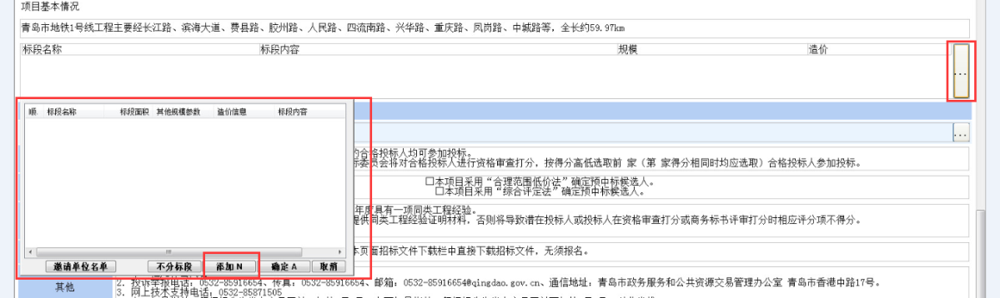 项目基本情况
青岛市地铁1号线工程主要经长江路、滨海大道、费县路、胶州路、人民路、四流南路、兴华路、重庆路、凤岗路、中城路等，全长约59.97km
标段名称 标段内容 规模 造价
...
顺. 标段名称 标段面积 其他规模参数 造价信息 标段内容
...
的合格投标人均可参加投标。
标委员会将对合格投标人进行资格审查打分，按得分高低选取前 家（第 家得分相同时均应选取）合格投标人参加投标。
□本项目采用“合理范围低价法”确定预中标候选人。
□本项目采用“综合评定法”确定预中标候选人。
年度具有一项同类工程经验。
提供同类工程经验证明材料，否则将导致潜在投标人或投标人在资格审查打分或商务标书评审打分时相应评分项不得分。
本页面招标文件下载栏中直接下载招标文件，无须报名。
邀请单位名单 不分标段 添加N 确定A 取消
其他
2. 投诉举报电话：0532-85916654、传真：0532-85916654、邮箱：0532-85916654@qingdao.gov.cn、通信地址：青岛市政务服务和公共资源交易管理办公室 青岛市香港中路17号。
3. 网上技术支持电话：0532-85871505